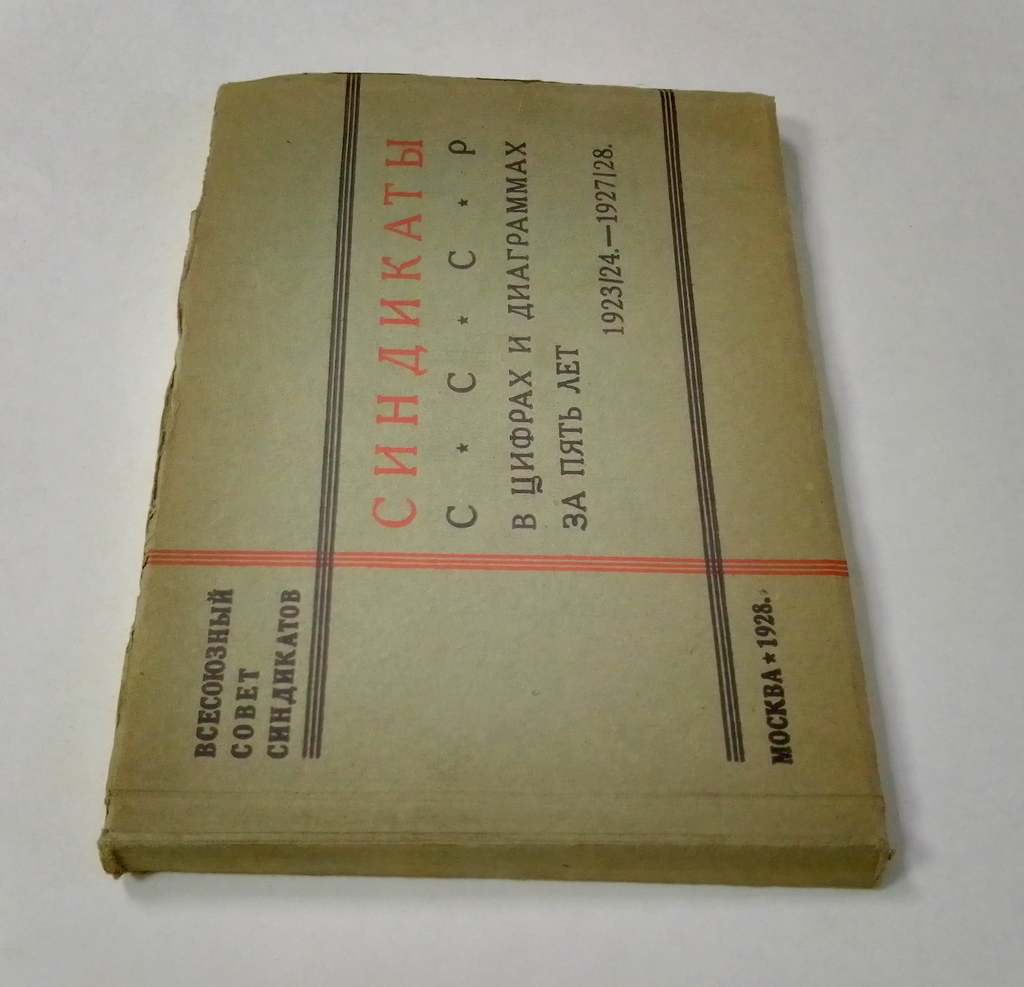 ВСЕСОЮЗНЫЙ
СОВЕТ
СИНДИКАТОВ
СИНДИКАТЫ
С ★ С ★ С ★ Р
В ЦИФРАХ И ДИАГРАММАХ
ЗА ПЯТЬ ЛЕТ
1923/24.—1927/28.
МОСКВА ★ 1928.